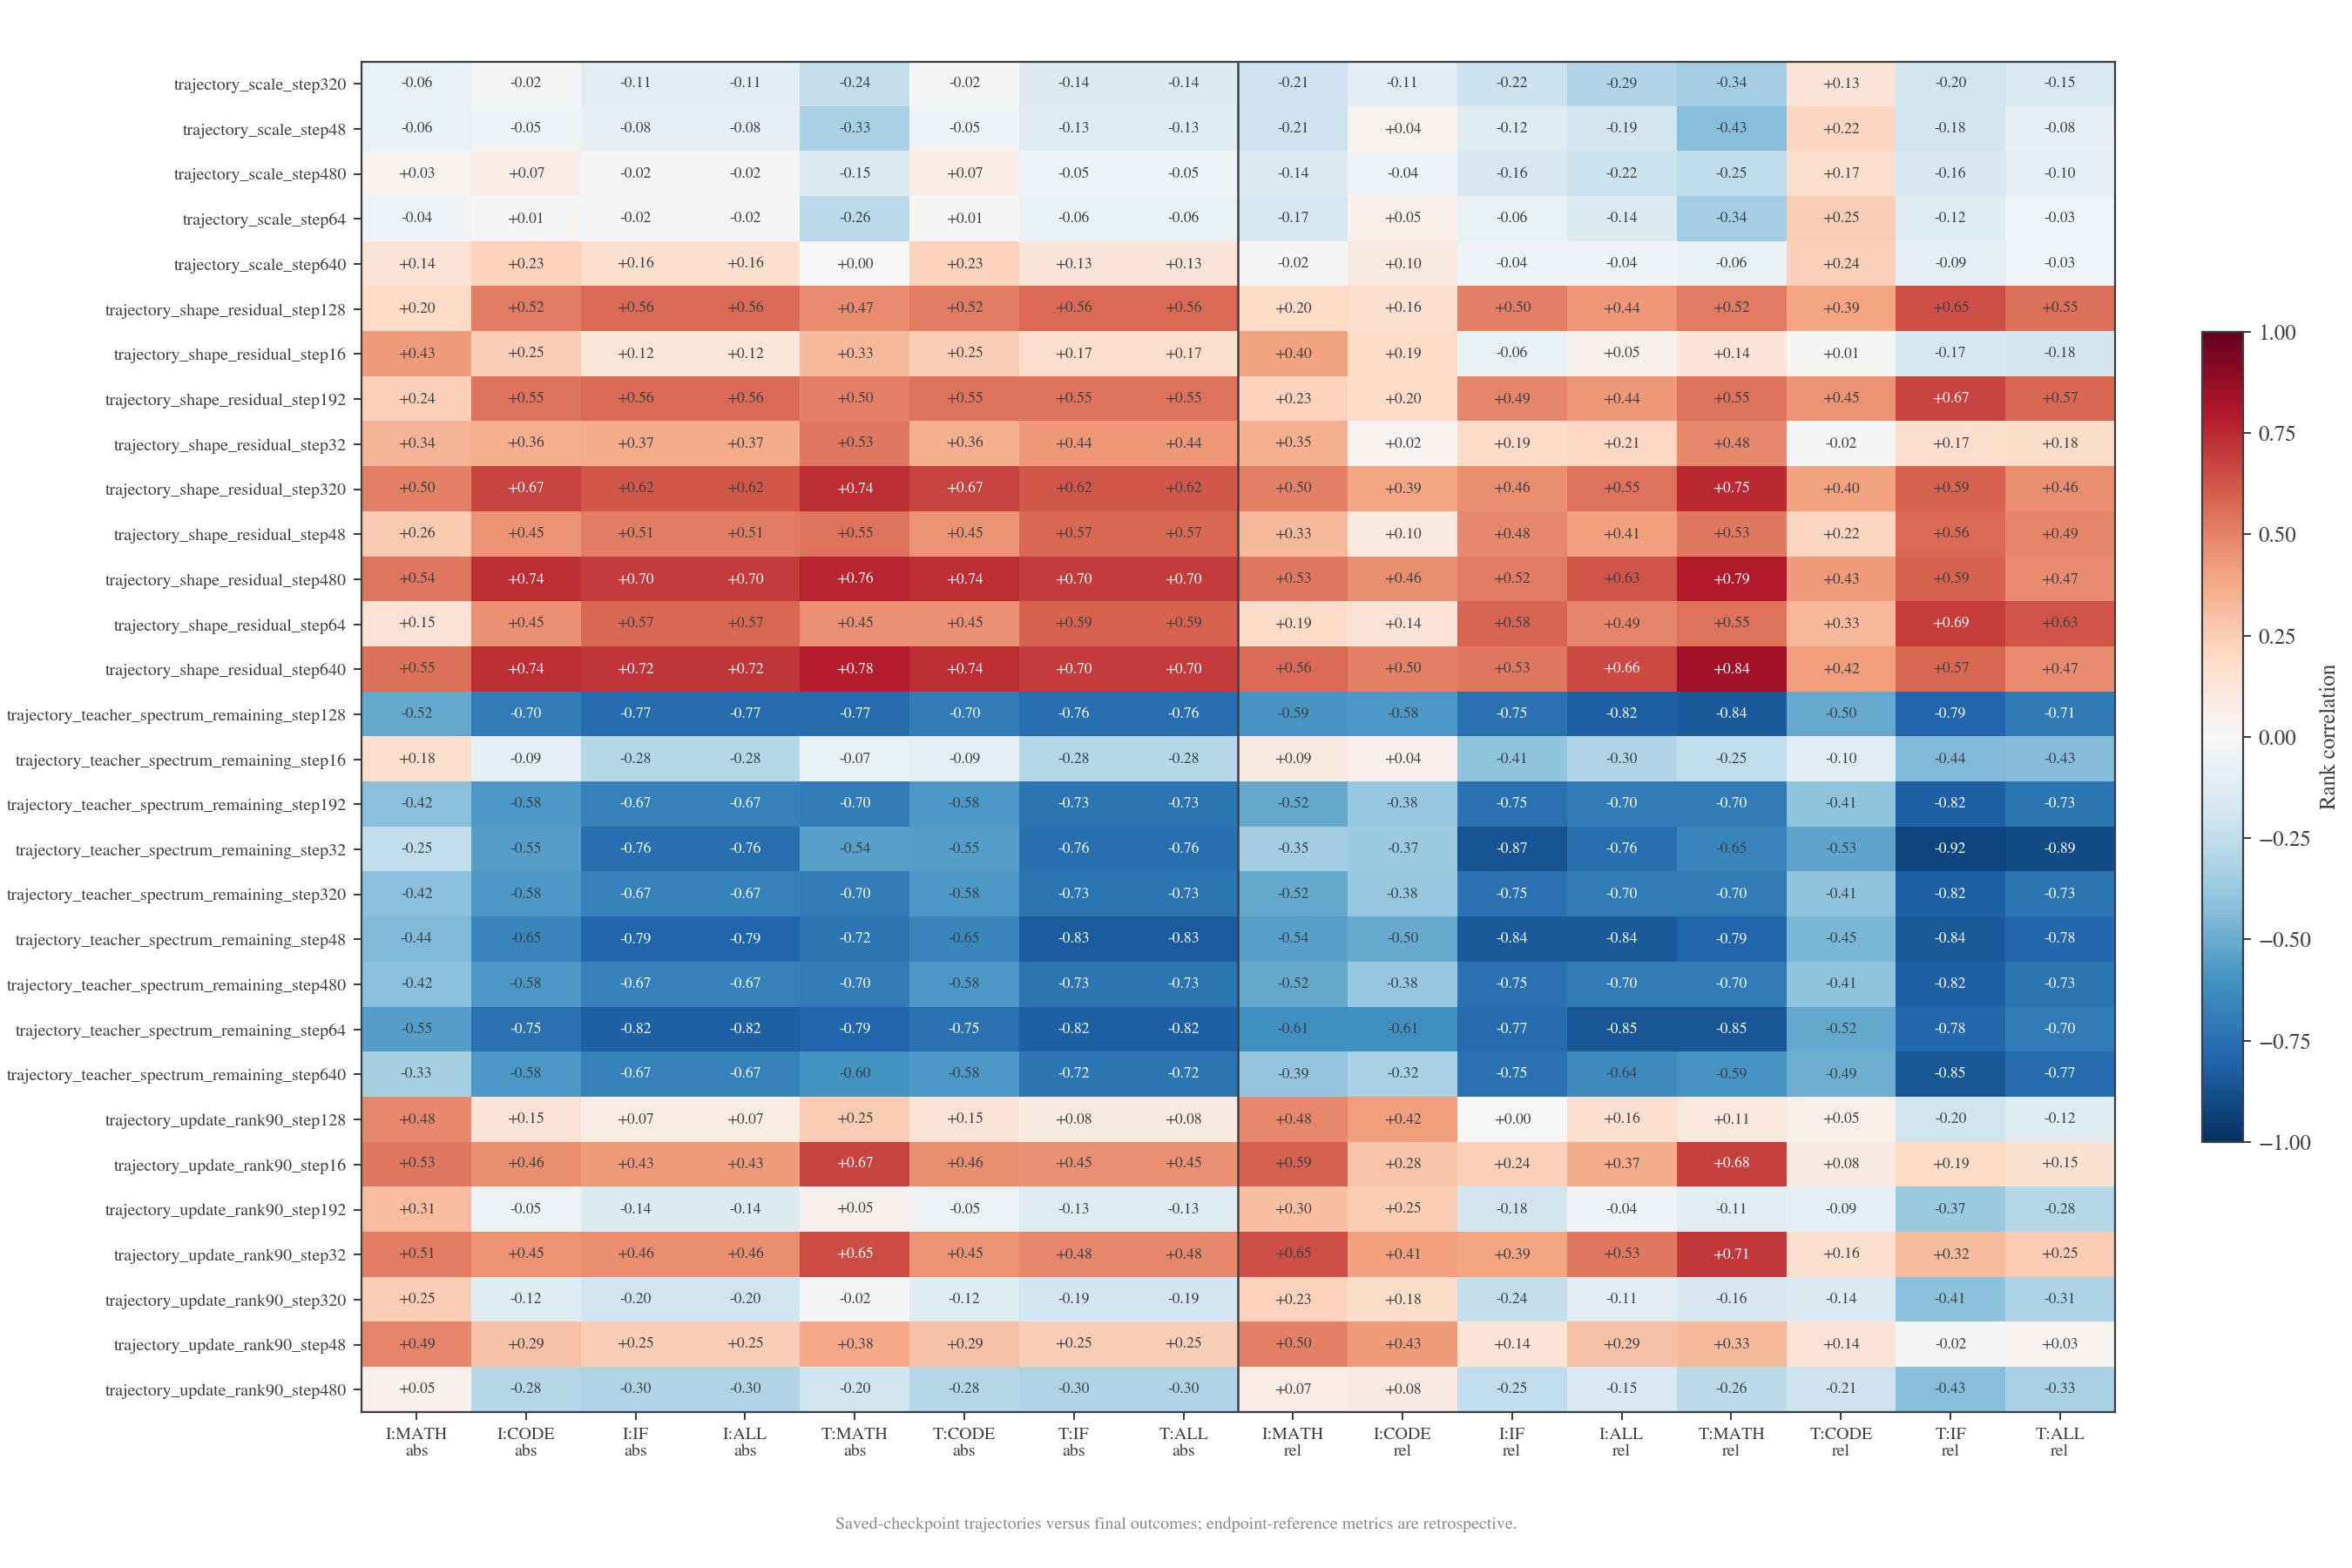 trajectory_scale_step320 -0.06 -0.02 -0.11 -0.11 -0.24 -0.02 -0.14 -0.14 -0.21 -0.11 -0.22 -0.29 -0.34 +0.13 -0.20 -0.15
trajectory_scale_step48 -0.06 -0.05 -0.08 -0.08 -0.33 -0.05 -0.13 -0.13 -0.21 +0.04 -0.12 -0.19 -0.43 +0.22 -0.18 -0.08
trajectory_scale_step480 +0.03 +0.07 -0.02 -0.02 -0.15 +0.07 -0.05 -0.05 -0.14 -0.04 -0.16 -0.22 -0.25 +0.17 -0.16 -0.10
trajectory_scale_step64 -0.04 +0.01 -0.02 -0.02 -0.26 +0.01 -0.06 -0.06 -0.17 +0.05 -0.06 -0.14 -0.34 +0.25 -0.12 -0.03
trajectory_scale_step640 +0.14 +0.23 +0.16 +0.16 +0.00 +0.23 +0.13 +0.13 -0.02 +0.10 -0.04 -0.04 -0.06 +0.24 -0.09 -0.03
trajectory_shape_residual_step128 +0.20 +0.52 +0.56 +0.56 +0.47 +0.52 +0.56 +0.56 +0.20 +0.16 +0.50 +0.44 +0.52 +0.39 +0.65 +0.55
trajectory_shape_residual_step16 +0.43 +0.25 +0.12 +0.12 +0.33 +0.25 +0.17 +0.17 +0.40 +0.19 -0.06 +0.05 +0.14 +0.01 -0.17 -0.18
trajectory_shape_residual_step192 +0.24 +0.55 +0.56 +0.56 +0.50 +0.55 +0.55 +0.55 +0.23 +0.20 +0.49 +0.44 +0.55 +0.45 +0.67 +0.57
trajectory_shape_residual_step32 +0.34 +0.36 +0.37 +0.37 +0.53 +0.36 +0.44 +0.44 +0.35 +0.02 +0.19 +0.21 +0.48 -0.02 +0.17 +0.18
trajectory_shape_residual_step320 +0.50 +0.67 +0.62 +0.62 +0.74 +0.67 +0.62 +0.62 +0.50 +0.39 +0.46 +0.55 +0.75 +0.40 +0.59 +0.46
trajectory_shape_residual_step48 +0.26 +0.45 +0.51 +0.51 +0.55 +0.45 +0.57 +0.57 +0.33 +0.10 +0.48 +0.41 +0.53 +0.22 +0.56 +0.49
trajectory_shape_residual_step480 +0.54 +0.74 +0.70 +0.70 +0.76 +0.74 +0.70 +0.70 +0.53 +0.46 +0.52 +0.63 +0.79 +0.43 +0.59 +0.47
trajectory_shape_residual_step64 +0.15 +0.45 +0.57 +0.57 +0.45 +0.45 +0.59 +0.59 +0.19 +0.14 +0.58 +0.49 +0.55 +0.33 +0.69 +0.63
trajectory_shape_residual_step640 +0.55 +0.74 +0.72 +0.72 +0.78 +0.74 +0.70 +0.70 +0.56 +0.50 +0.53 +0.66 +0.84 +0.42 +0.57 +0.47
trajectory_teacher_spectrum_remaining_step128 -0.52 -0.70 -0.77 -0.77 -0.77 -0.70 -0.76 -0.76 -0.59 -0.58 -0.75 -0.82 -0.84 -0.50 -0.79 -0.71
trajectory_teacher_spectrum_remaining_step16 +0.18 -0.09 -0.28 -0.28 -0.07 -0.09 -0.28 -0.28 +0.09 +0.04 -0.41 -0.30 -0.25 -0.10 -0.44 -0.43
trajectory_teacher_spectrum_remaining_step192 -0.42 -0.58 -0.67 -0.67 -0.70 -0.58 -0.73 -0.73 -0.52 -0.38 -0.75 -0.70 -0.70 -0.41 -0.82 -0.73
trajectory_teacher_spectrum_remaining_step32 -0.25 -0.55 -0.76 -0.76 -0.54 -0.55 -0.76 -0.76 -0.35 -0.37 -0.87 -0.76 -0.65 -0.53 -0.92 -0.89
trajectory_teacher_spectrum_remaining_step320 -0.42 -0.58 -0.67 -0.67 -0.70 -0.58 -0.73 -0.73 -0.52 -0.38 -0.75 -0.70 -0.70 -0.41 -0.82 -0.73
trajectory_teacher_spectrum_remaining_step48 -0.44 -0.65 -0.79 -0.79 -0.72 -0.65 -0.83 -0.83 -0.54 -0.50 -0.84 -0.84 -0.79 -0.45 -0.84 -0.78
trajectory_teacher_spectrum_remaining_step480 -0.42 -0.58 -0.67 -0.67 -0.70 -0.58 -0.73 -0.73 -0.52 -0.38 -0.75 -0.70 -0.70 -0.41 -0.82 -0.73
trajectory_teacher_spectrum_remaining_step64 -0.55 -0.75 -0.82 -0.82 -0.79 -0.75 -0.82 -0.82 -0.61 -0.61 -0.77 -0.85 -0.85 -0.52 -0.78 -0.70
trajectory_teacher_spectrum_remaining_step640 -0.33 -0.58 -0.67 -0.67 -0.60 -0.58 -0.72 -0.72 -0.39 -0.32 -0.75 -0.64 -0.59 -0.49 -0.85 -0.77
trajectory_update_rank90_step128 +0.48 +0.15 +0.07 +0.07 +0.25 +0.15 +0.08 +0.08 +0.48 +0.42 +0.00 +0.16 +0.11 +0.05 -0.20 -0.12
trajectory_update_rank90_step16 +0.53 +0.46 +0.43 +0.43 +0.67 +0.46 +0.45 +0.45 +0.59 +0.28 +0.24 +0.37 +0.68 +0.08 +0.19 +0.15
trajectory_update_rank90_step192 +0.31 -0.05 -0.14 -0.14 +0.05 -0.05 -0.13 -0.13 +0.30 +0.25 -0.18 -0.04 -0.11 -0.09 -0.37 -0.28
trajectory_update_rank90_step32 +0.51 +0.45 +0.46 +0.46 +0.65 +0.45 +0.48 +0.48 +0.65 +0.41 +0.39 +0.53 +0.71 +0.16 +0.32 +0.25
trajectory_update_rank90_step320 +0.25 -0.12 -0.20 -0.20 -0.02 -0.12 -0.19 -0.19 +0.23 +0.18 -0.24 -0.11 -0.16 -0.14 -0.41 -0.31
trajectory_update_rank90_step48 +0.49 +0.29 +0.25 +0.25 +0.38 +0.29 +0.25 +0.25 +0.50 +0.43 +0.14 +0.29 +0.33 +0.14 -0.02 +0.03
trajectory_update_rank90_step480 +0.05 -0.28 -0.30 -0.30 -0.20 -0.28 -0.30 -0.30 +0.07 +0.08 -0.25 -0.15 -0.26 -0.21 -0.43 -0.33
I:MATH I:CODE I:IF I:ALL T:MATH T:CODE T:IF T:ALL I:MATH I:CODE I:IF I:ALL T:MATH T:CODE T:IF T:ALL
abs abs abs abs abs abs abs abs rel rel rel rel rel rel rel rel
1.00
0.75
0.50
0.25
0.00
−0.25
−0.50
−0.75
−1.00
Rank correlation
Saved-checkpoint trajectories versus final outcomes; endpoint-reference metrics are retrospective.